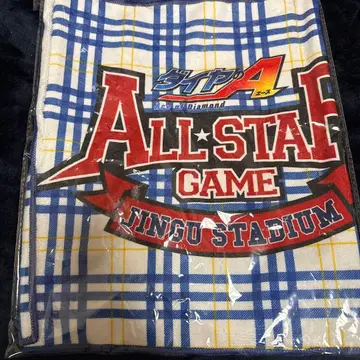 ダイヤのA
エース
Ace of Diamond
ALL★STAR
GAME
JINGU STADIUM